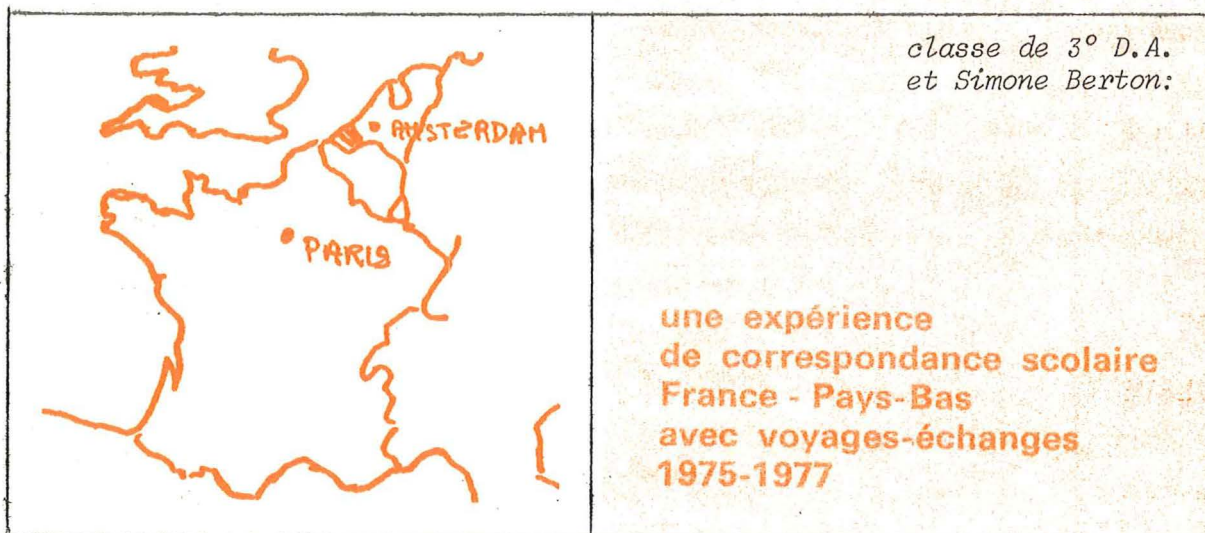 AMSTERDAM
PARIS
classe de 3° D.A.
et Simone Berton:
une expérience
de correspondance scolaire
France - Pays-Bas
avec voyages-échanges
1975-1977